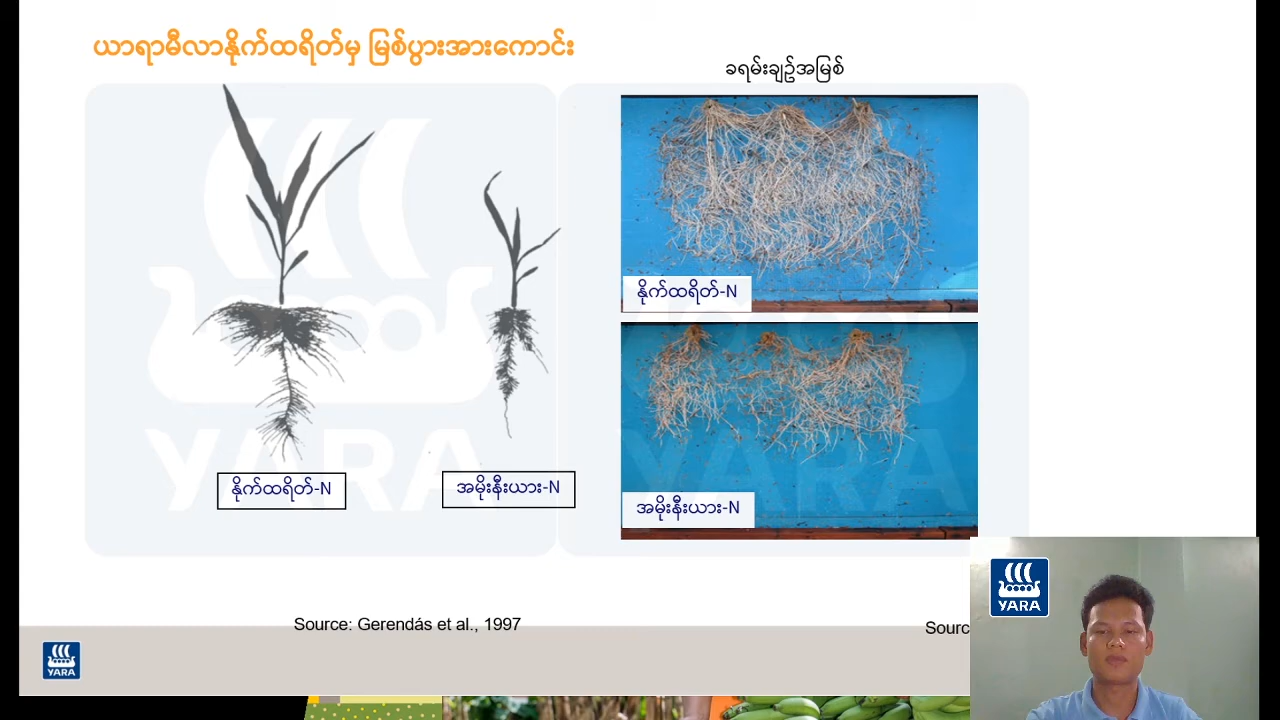 ယာရာမီလာနိုက်ထရိတ်မှ မြစ်ပွားအားကောင်း
ခရမ်းချဥ်အမြစ်
နိုက်ထရိတ်-N
အမိုးနီးယား-N
နိုက်ထရိတ်-N
အမိုးနီးယား-N
YARA
YARA
Source: Gerendás et al., 1997
Sourc
YARA
YARA